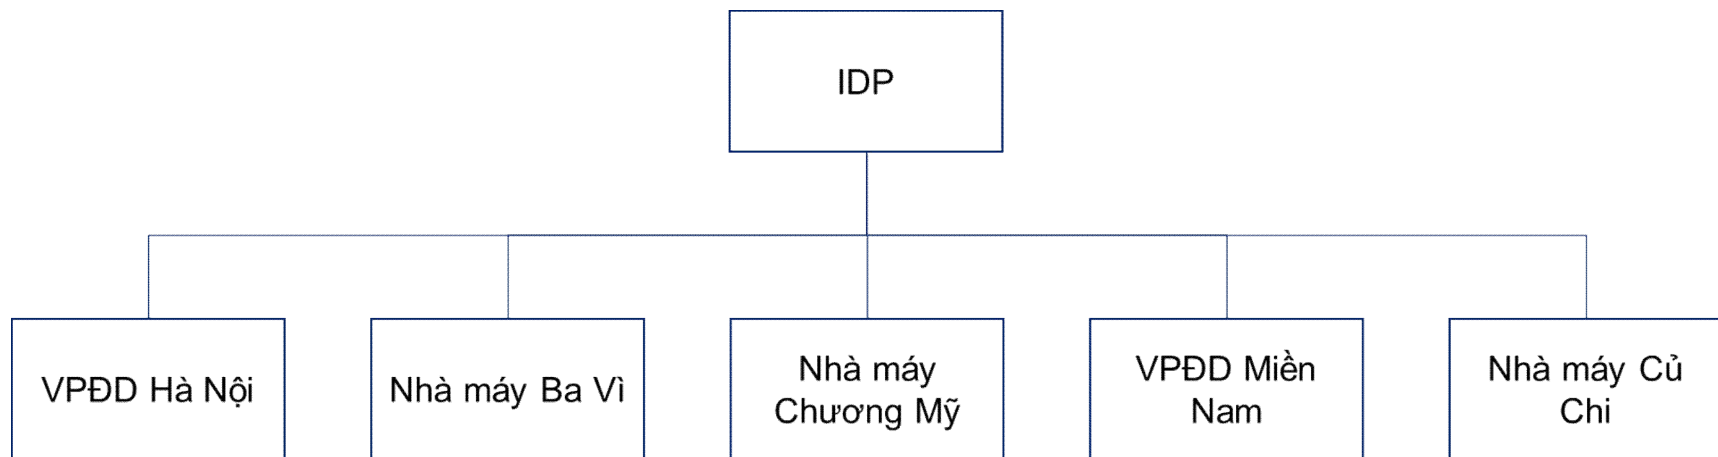 IDP
VPĐD Hà Nội
Nhà máy Ba Vì
Nhà máy
Chương Mỹ
VPĐD Miền
Nam
Nhà máy Củ
Chi